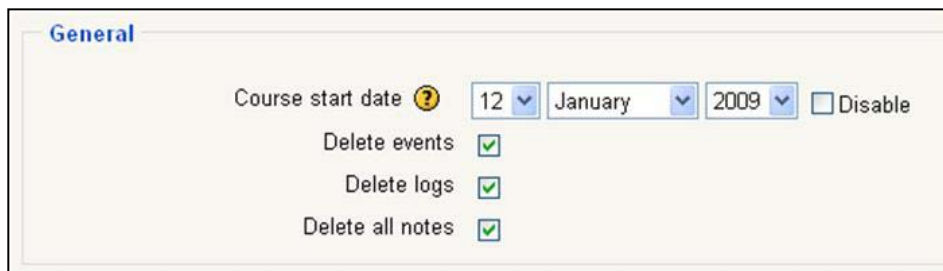 General
Course start date ? 12 January 2009 Disable
Delete events
Delete logs
Delete all notes